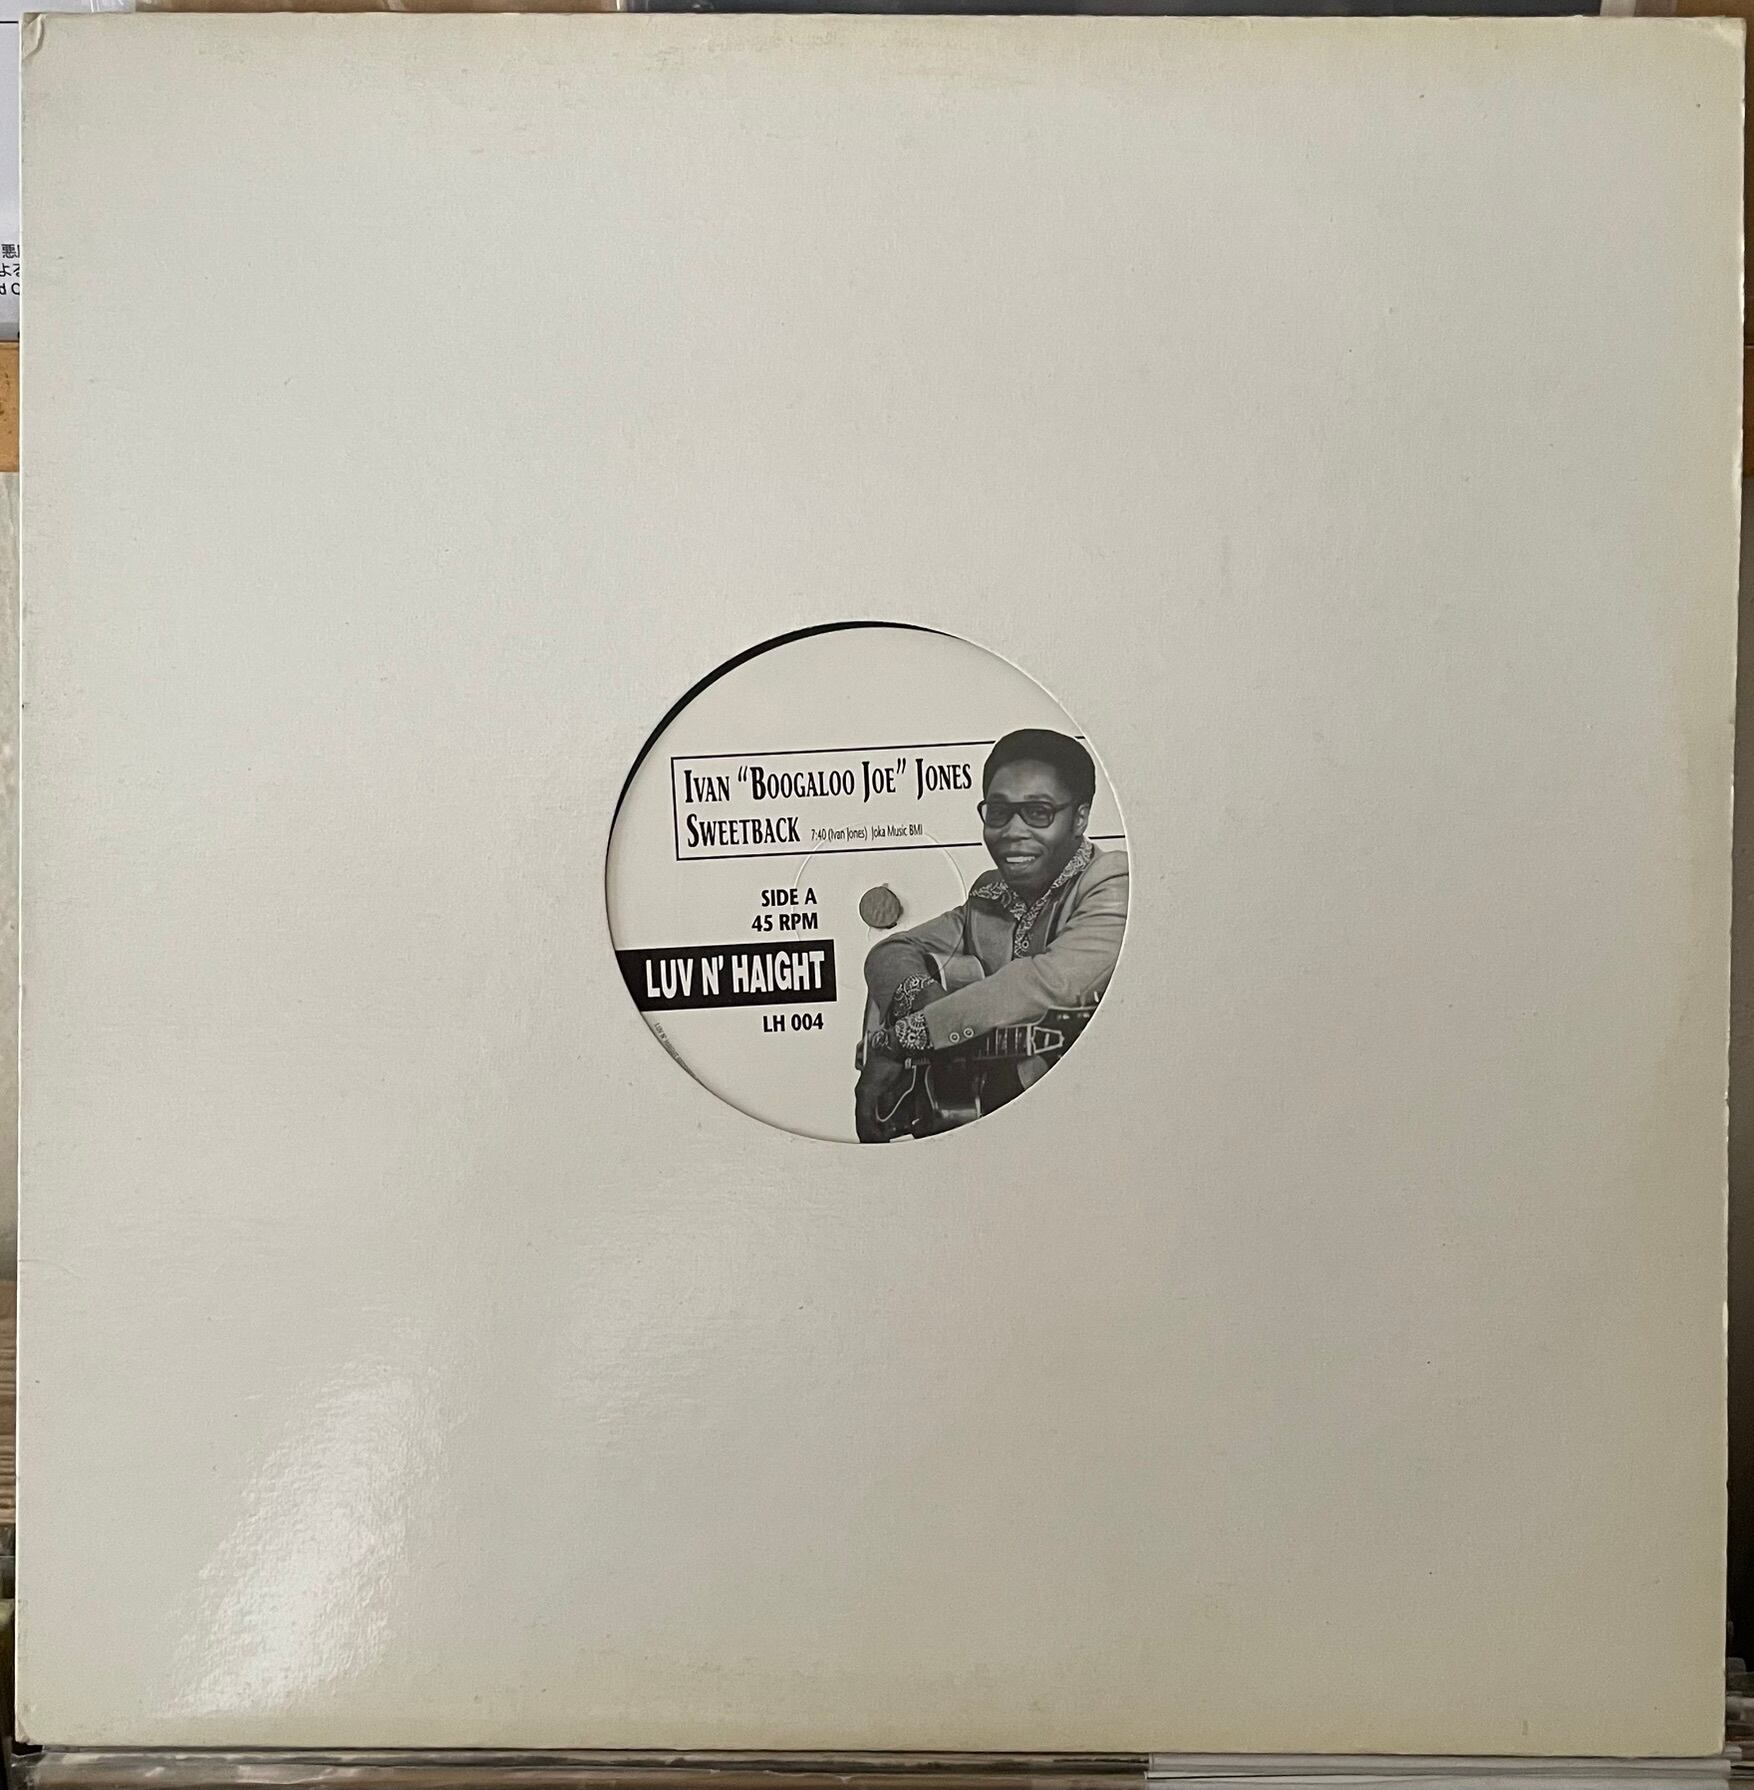 Ivan “Boogaloo Joe” Jones
Sweetback 7:40 (Ivan Jones) Joka Music BMI
SIDE A
45 RPM
LUV N' HAIGHT
LH 004